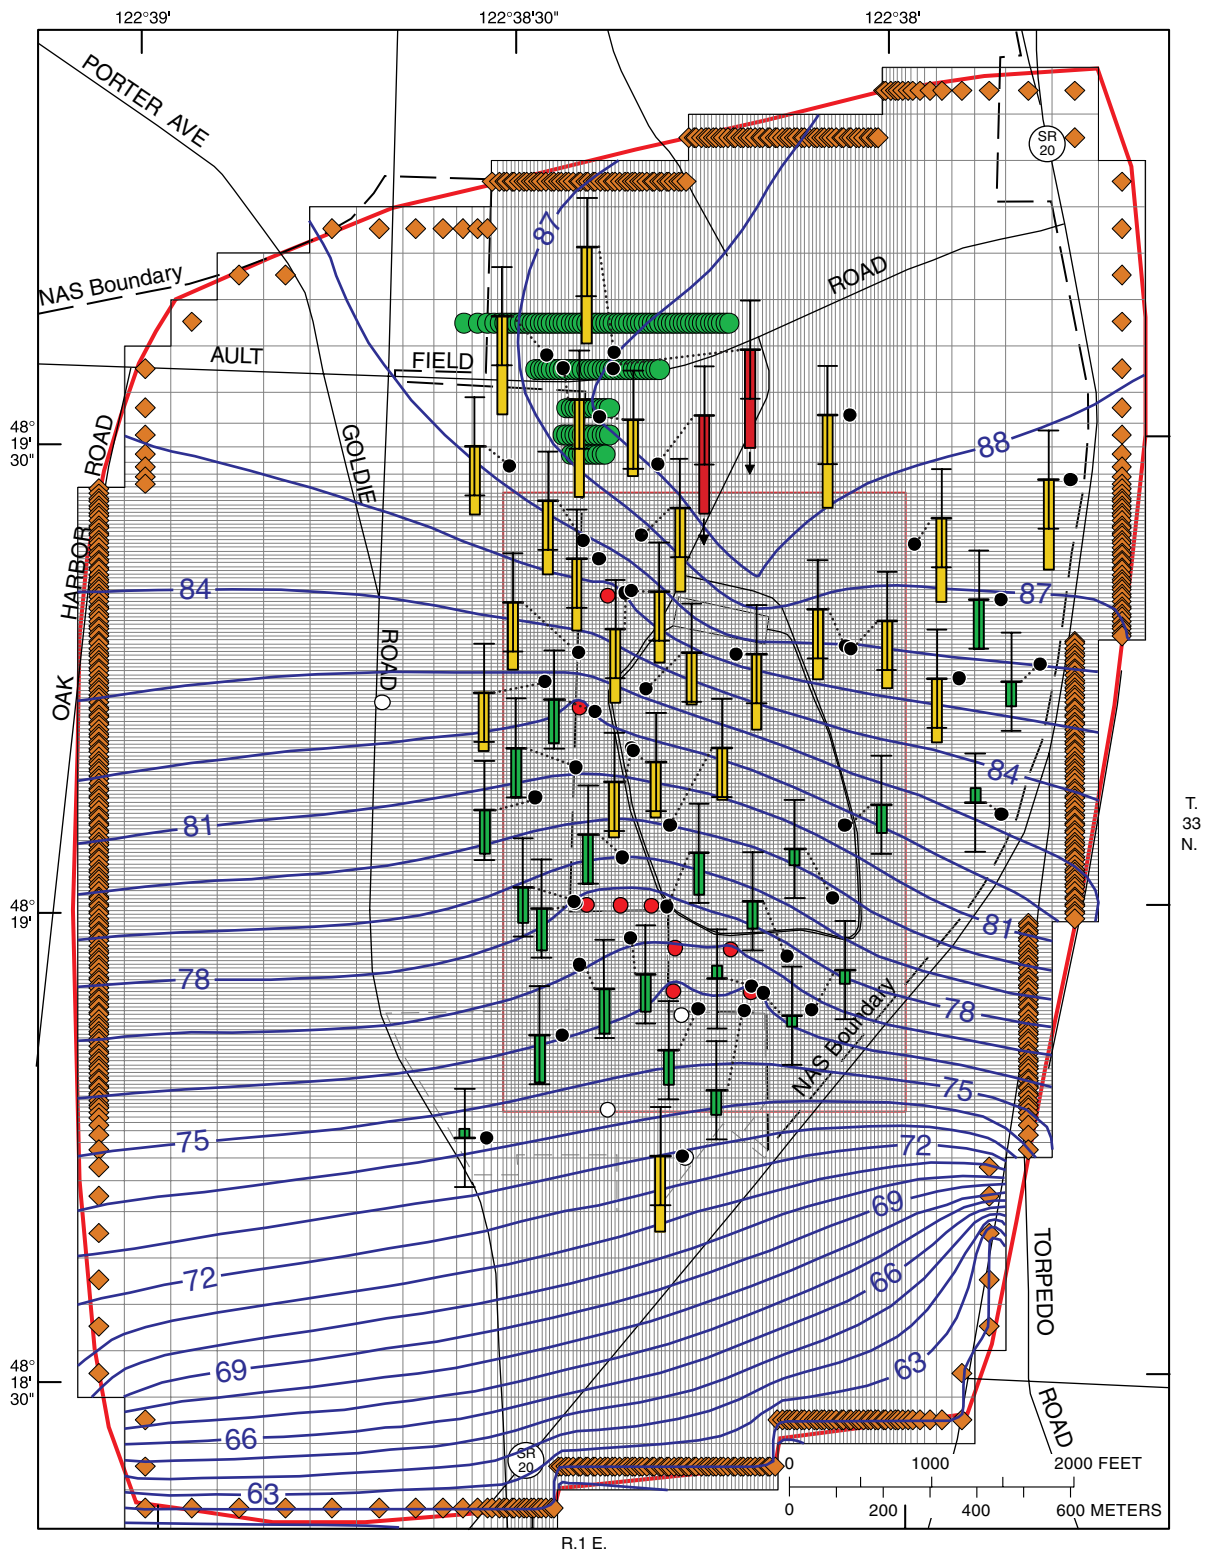 122°39'
122°38'30"
122°38'
PORTER AVE
SR
20
87
NAS Boundary
ROAD
AULT
FIELD
48°
19'
30"
ROAD
GOLDIE
88
HARBOR
84
87
ROAD
OAK
84
81
T.
33
N.
48°
19'
81
78
78
NAS Boundary
75
75
72
69
72
66
TORPEDO
69
63
48°
18'
30"
ROAD
66
SR
20
0
1000
2000 FEET
63
0
200
400
600 METERS
R.1 E.